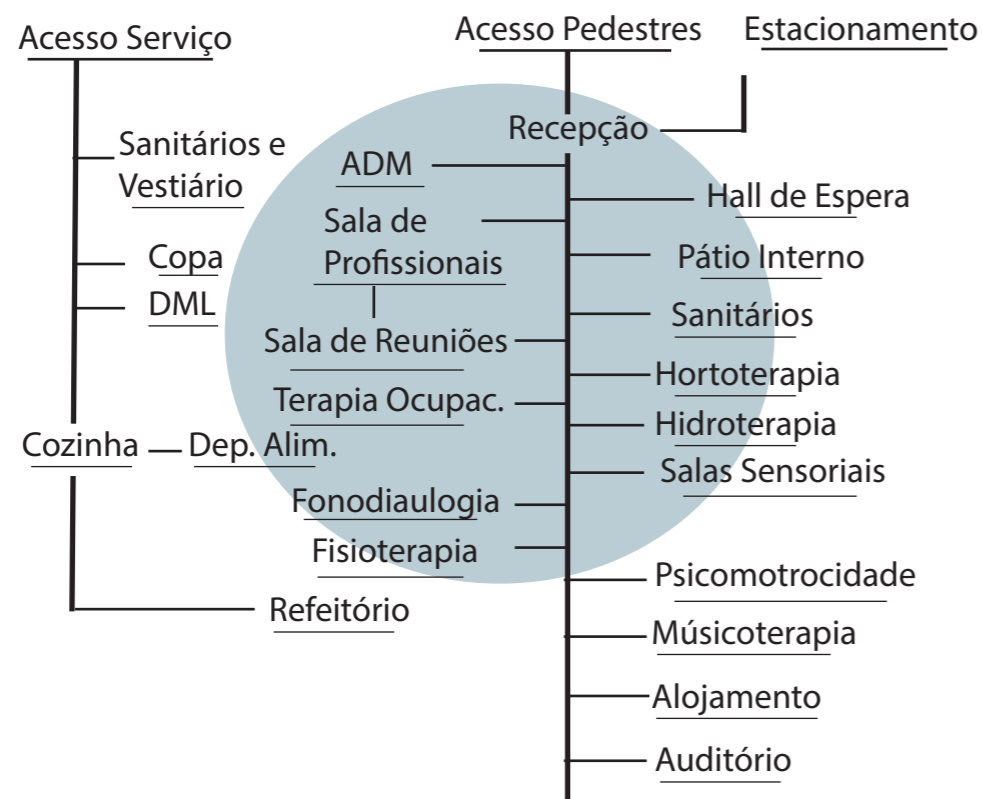 Acesso Serviço
Acesso Pedestres
Estacionamento
Recepção
Sanitários e
Vestiário
ADM
Hall de Espera
Sala de
Profissionais
Pátio Interno
Copa
DML
Sanitários
Sala de Reuniões
Hortoterapia
Terapia Ocupac.
Hidroterapia
Cozinha
Dep. Alim.
Salas Sensoriais
Fonodiaulogia
Fisioterapia
Psicomotrocidade
Refeitório
Músicoterapia
Alojamento
Auditório